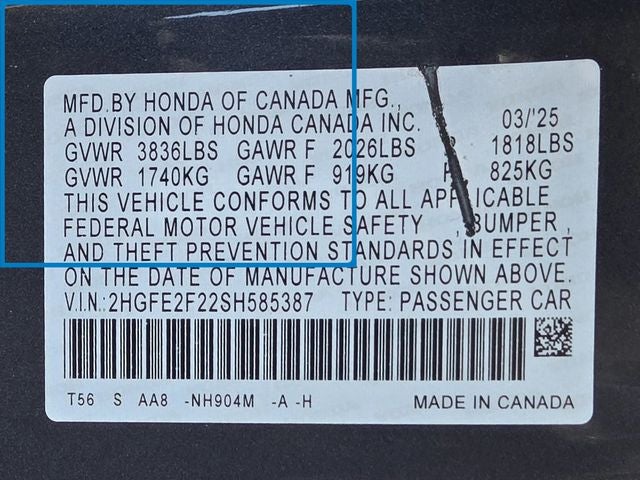 MFD. BY HONDA OF CANADA MFG.,
A DIVISION OF HONDA CANADA INC. 03/'25
GVWR 3836LBS GAWR F 2026LBS 1818LBS
GVWR 1740KG GAWR F 919KG R 825KG
THIS VEHICLE CONFORMS TO ALL APPLICABLE
FEDERAL MOTOR VEHICLE SAFETY , BUMPER ,
AND THEFT PREVENTION STANDARDS IN EFFECT
ON THE DATE OF MANUFACTURE SHOWN ABOVE.
V.I.N.:2HGFE2F22SH585387 TYPE: PASSENGER CAR
T56 S AA8 -NH904M -A -H MADE IN CANADA